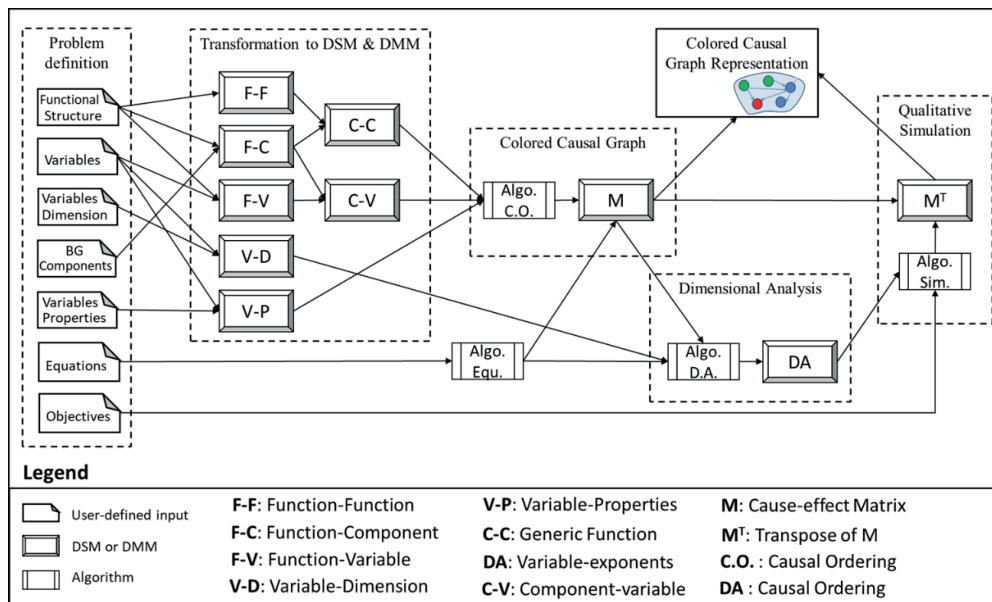 Problem
definition
Functional
Structure
Variables
Variables
Dimension
BG
Components
Variables
Properties
Equations
Objectives
Transformation to DSM & DMM
F-F
F-C
F-V
V-D
V-P
C-C
C-V
Colored Causal Graph
Algo.
C.O.
M
Algo.
Equ.
Colored Causal
Graph Representation
Dimensional Analysis
Algo.
D.A.
DA
Qualitative
Simulation
Mᵀ
Algo.
Sim.
Legend
User-defined input
DSM or DMM
Algorithm
F-F: Function-Function
F-C: Function-Component
F-V: Function-Variable
V-D: Variable-Dimension
V-P: Variable-Properties
C-C: Generic Function
DA: Variable-exponents
C-V: Component-variable
M: Cause-effect Matrix
Mᵀ: Transpose of M
C.O. : Causal Ordering
DA : Causal Ordering